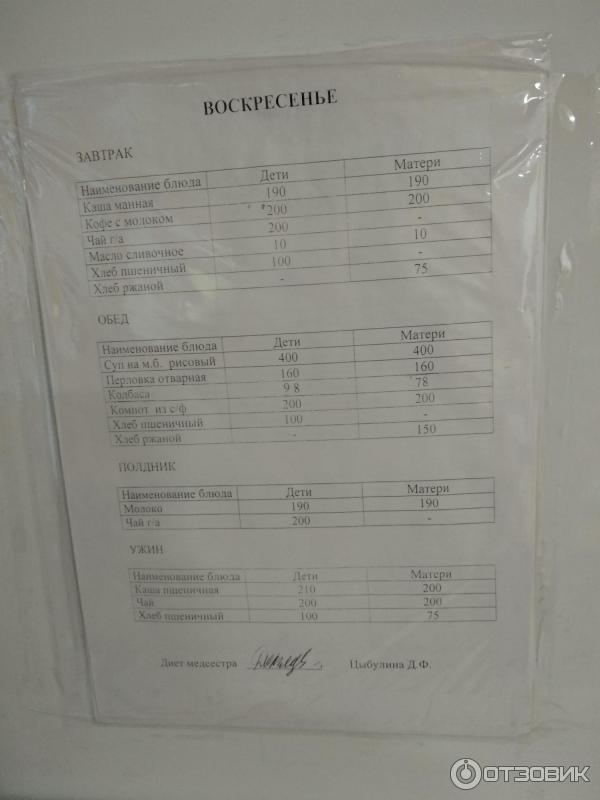 ВОСКРЕСЕНЬЕ
ЗАВТРАК
Наименование блюда Дети Матери
Каша манная 190 190
Кофе с молоком 200 200
Чай г/а 200 -
Масло сливочное 10 10
Хлеб пшеничный 100 -
Хлеб ржаной - 75
ОБЕД
Наименование блюда Дети Матери
Суп на м.б. рисовый 400 400
Перловка отварная 160 160
Колбаса 98 78
Компот из с/ф 200 200
Хлеб пшеничный 100 -
Хлеб ржаной - 150
ПОЛДНИК
Наименование блюда Дети Матери
Молоко 190 190
Чай г/а 200 -
УЖИН
Наименование блюда Дети Матери
Каша пшеничная 210 200
Чай 200 200
Хлеб пшеничный 100 75
Диет медсестра Цыбулина Д.Ф.
ОТЗОВИК